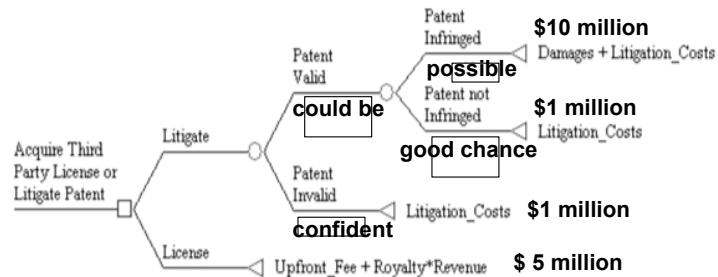 Patent
Infringed
$10 million
Damages + Litigation_Costs
possible
Patent
Valid
could be
Patent not
Infringed
$1 million
Litigation_Costs
good chance
Litigate
Acquire Third
Party License or
Litigate Patent
Patent
Invalid
Litigation_Costs $1 million
confident
License
Upfront_Fee + Royalty*Revenue $ 5 million